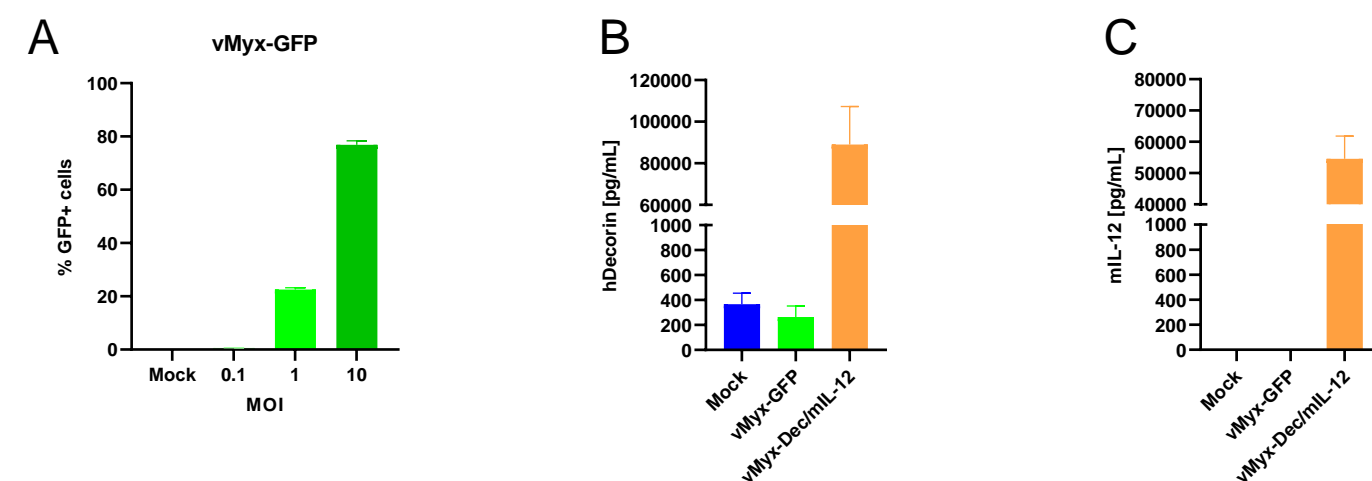 A
vMyx-GFP
% GFP+ cells
100
80
60
40
20
0
Mock 0.1 1 10
MOI
B
hDecorin [pg/mL]
120000
100000
80000
60000
1000
800
600
400
200
0
Mock
vMyx-GFP
vMyx-Dec/mIL-12
C
mIL-12 [pg/mL]
80000
70000
60000
50000
40000
1000
800
600
400
200
0
Mock
vMyx-GFP
vMyx-Dec/mIL-12